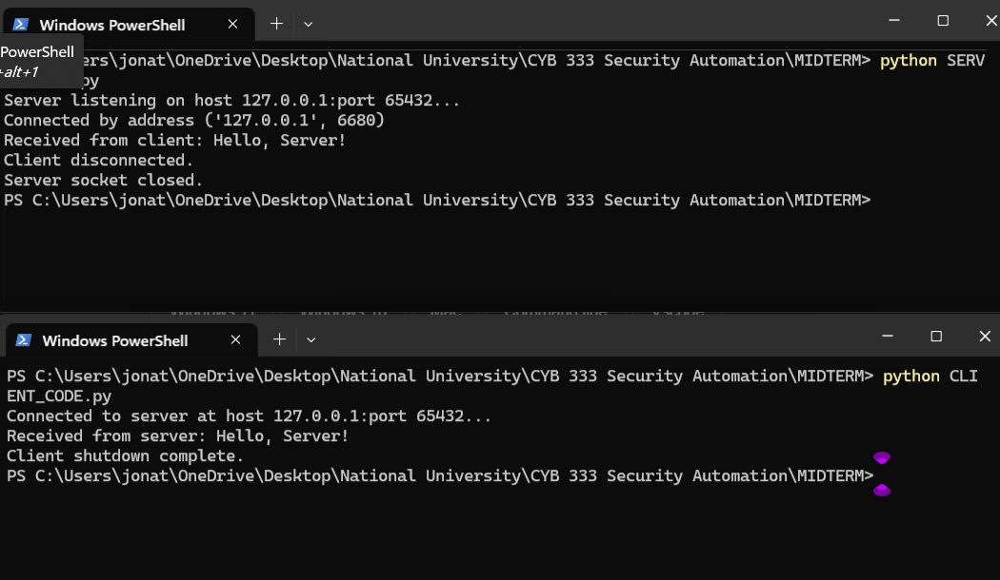 Windows PowerShell
PowerShell
+alt+1
ers\jonat\OneDrive\Desktop\National University\CYB 333 Security Automation\MIDTERM> python SERV
py
Server listening on host 127.0.0.1:port 65432...
Connected by address ('127.0.0.1', 6680)
Received from client: Hello, Server!
Client disconnected.
Server socket closed.
PS C:\Users\jonat\OneDrive\Desktop\National University\CYB 333 Security Automation\MIDTERM>
Windows PowerShell
PS C:\Users\jonat\OneDrive\Desktop\National University\CYB 333 Security Automation\MIDTERM> python CLI
ENT_CODE.py
Connected to server at host 127.0.0.1:port 65432...
Received from server: Hello, Server!
Client shutdown complete.
PS C:\Users\jonat\OneDrive\Desktop\National University\CYB 333 Security Automation\MIDTERM>